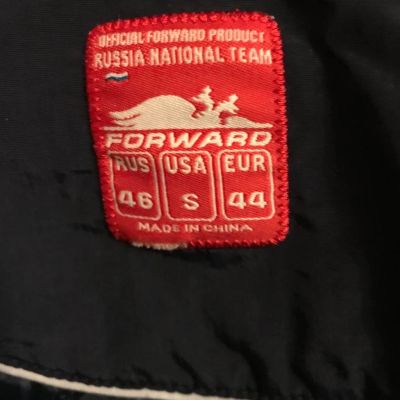 OFFICIAL FORWARD PRODUCT
RUSSIA NATIONAL TEAM
FORWARD
RUS USA EUR
46 S 44
MADE IN CHINA